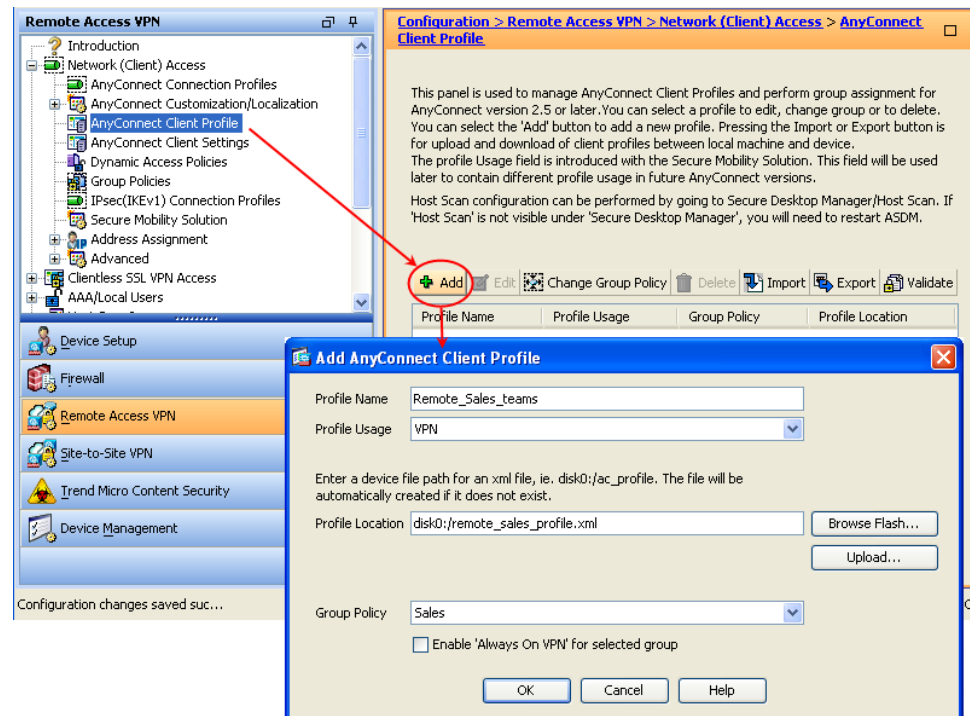 Remote Access VPN
Introduction
Network (Client) Access
AnyConnect Connection Profiles
AnyConnect Customization/Localization
AnyConnect Client Profile
AnyConnect Client Settings
Dynamic Access Policies
Group Policies
IPsec(IKEv1) Connection Profiles
Secure Mobility Solution
Address Assignment
Advanced
Clientless SSL VPN Access
AAA/Local Users
Device Setup
Firewall
Remote Access VPN
Site-to-Site VPN
Trend Micro Content Security
Device Management
Configuration changes saved suc...
Configuration > Remote Access VPN > Network (Client) Access > AnyConnect
Client Profile
This panel is used to manage AnyConnect Client Profiles and perform group assignment for
AnyConnect version 2.5 or later.You can select a profile to edit, change group or to delete.
You can select the 'Add' button to add a new profile. Pressing the Import or Export button is
for upload and download of client profiles between local machine and device.
The profile Usage field is introduced with the Secure Mobility Solution. This field will be used
later to contain different profile usage in future AnyConnect versions.
Host Scan configuration can be performed by going to Secure Desktop Manager/Host Scan. If
'Host Scan' is not visible under 'Secure Desktop Manager', you will need to restart ASDM.
Add Edit Change Group Policy Delete Import Export Validate
Profile Name Profile Usage Group Policy Profile Location
Add AnyConnect Client Profile
Profile Name Remote_Sales_teams
Profile Usage VPN
Enter a device file path for an xml file, ie. disk0:/ac_profile. The file will be
automatically created if it does not exist.
Profile Location disk0:/remote_sales_profile.xml Browse Flash...
Upload...
Group Policy Sales
Enable 'Always On VPN' for selected group
OK Cancel Help